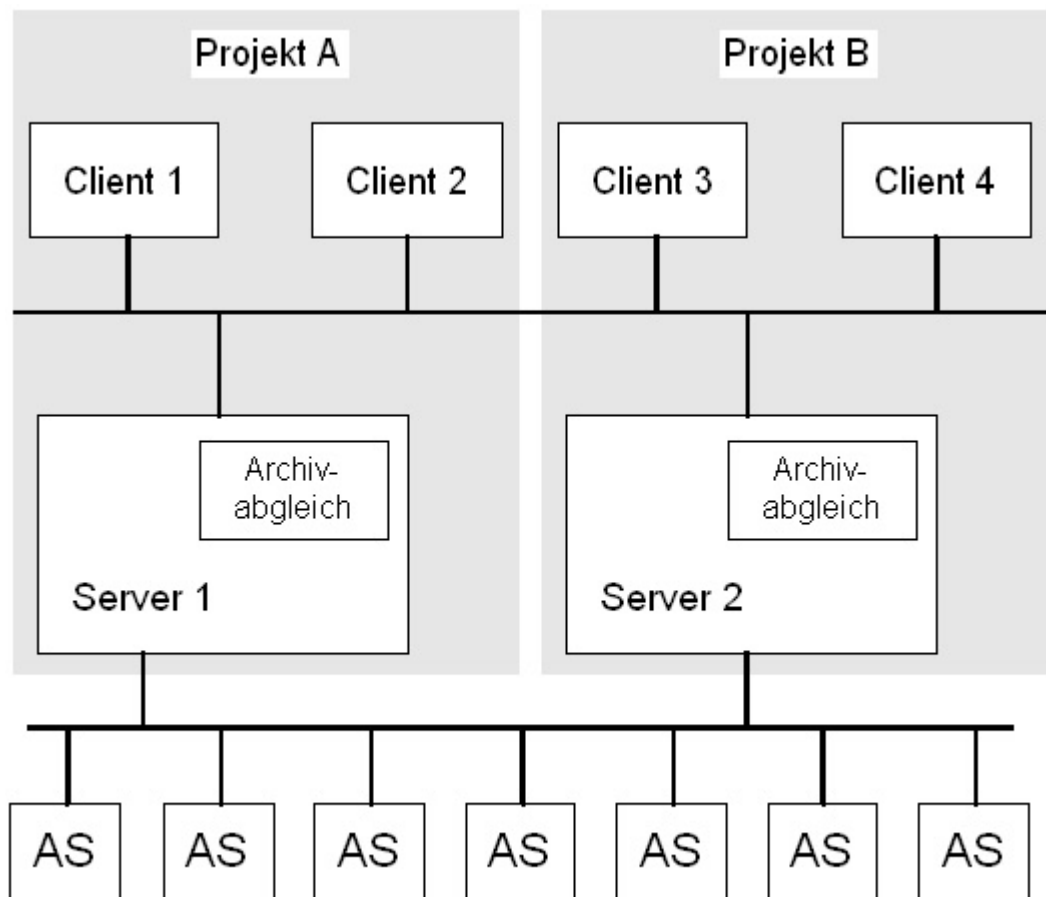 Projekt A
Projekt B
Client 1
Client 2
Client 3
Client 4
Archiv-
abgleich
Server 1
Archiv-
abgleich
Server 2
AS
AS
AS
AS
AS
AS
AS